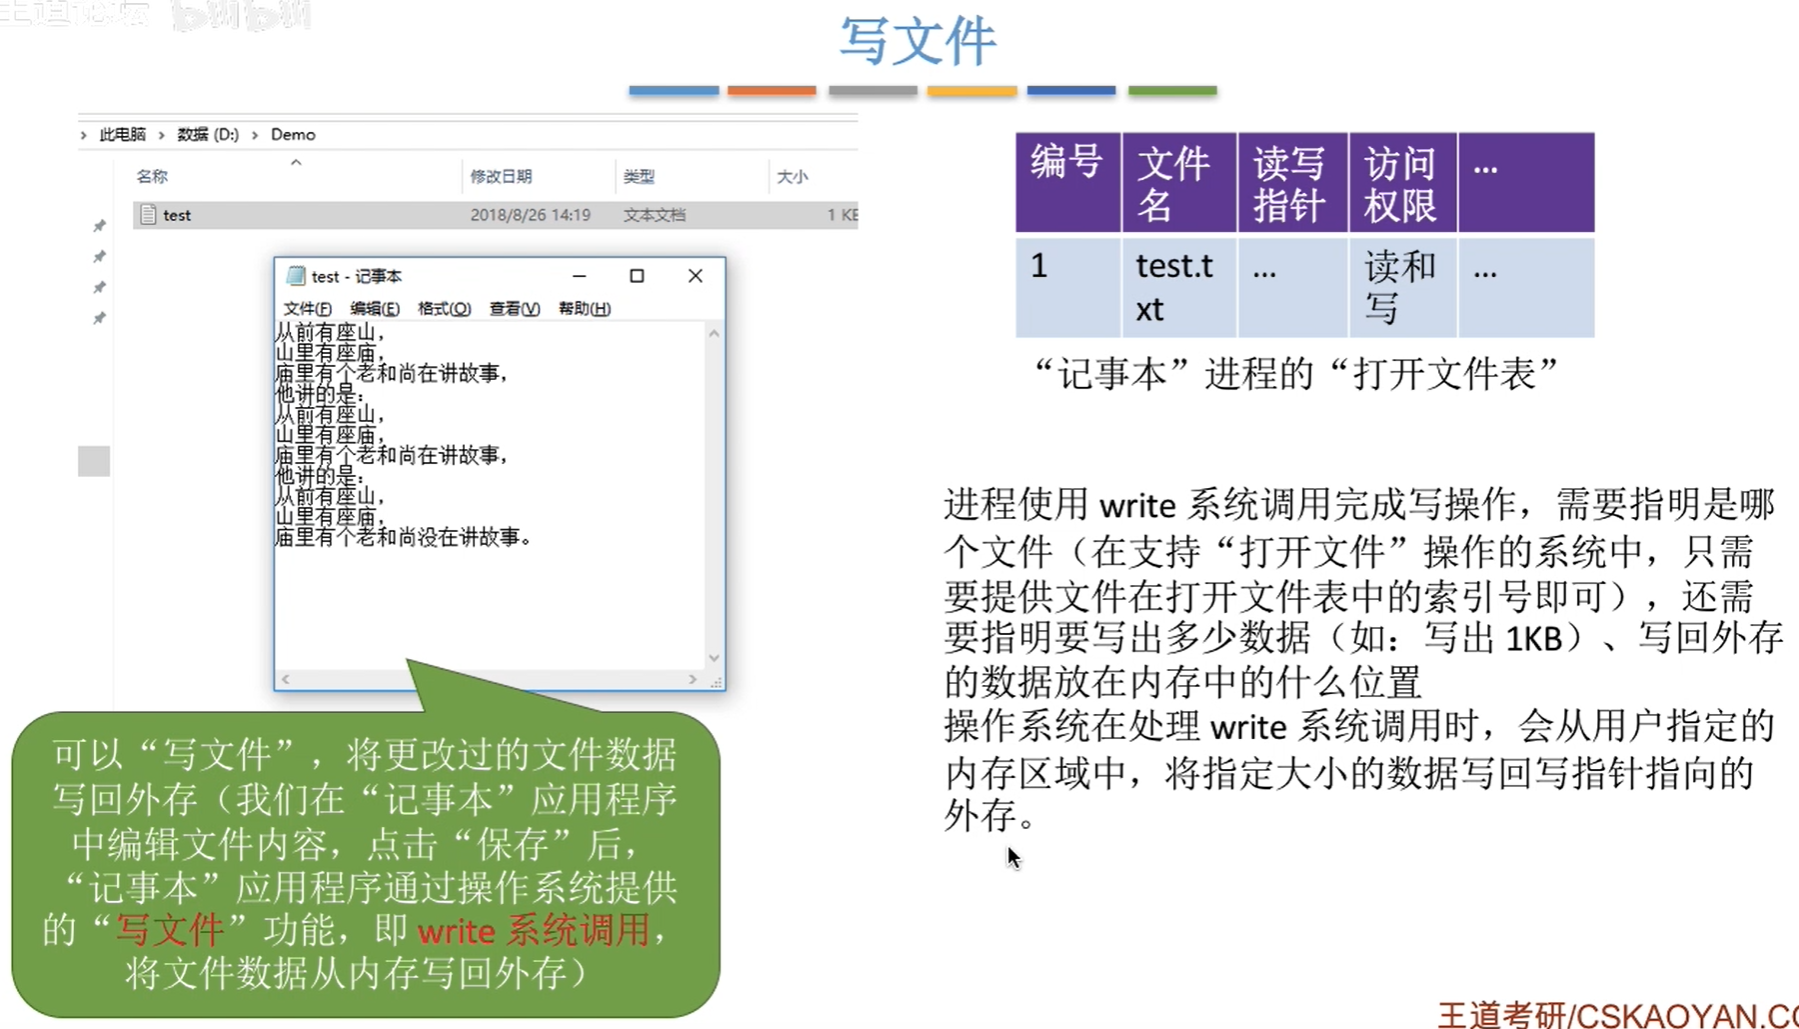 王道论坛 bilibili
写文件
› 此电脑 › 数据 (D:) › Demo
名称 修改日期 类型 大小
test 2018/8/26 14:19 文本文档 1 KB
test - 记事本
文件(F) 编辑(E) 格式(O) 查看(V) 帮助(H)
从前有座山，
山里有座庙，
庙里有个老和尚在讲故事，
他讲的是：
从前有座山，
山里有座庙，
庙里有个老和尚在讲故事，
他讲的是：
从前有座山，
山里有座庙，
庙里有个老和尚没在讲故事。
可以“写文件”，将更改过的文件数据
写回外存（我们在“记事本”应用程序
中编辑文件内容，点击“保存”后，
“记事本”应用程序通过操作系统提供
的“写文件”功能，即 write 系统调用，
将文件数据从内存写回外存）
编号 文件名 读写指针 访问权限 ...
1 test.txt ... 读和写 ...
“记事本”进程的“打开文件表”
进程使用 write 系统调用完成写操作，需要指明是哪
个文件（在支持“打开文件”操作的系统中，只需
要提供文件在打开文件表中的索引号即可），还需
要指明要写出多少数据（如：写出 1KB）、写回外存
的数据放在内存中的什么位置
操作系统在处理 write 系统调用时，会从用户指定的
内存区域中，将指定大小的数据写回写指针指向的
外存。
王道考研/CSKAOYAN.CO